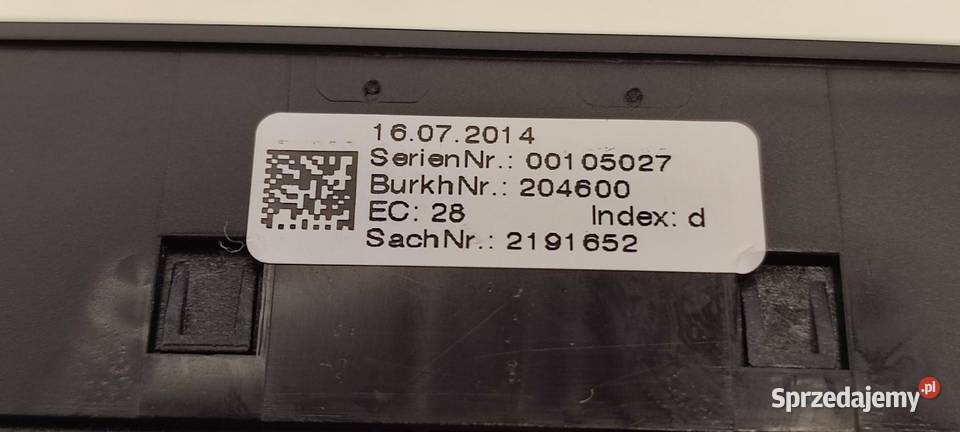 16.07.2014
SerienNr.: 00105027
BurkhNr.: 204600
EC: 28 Index: d
SachNr.: 2191652
Sprzedajemy.pl